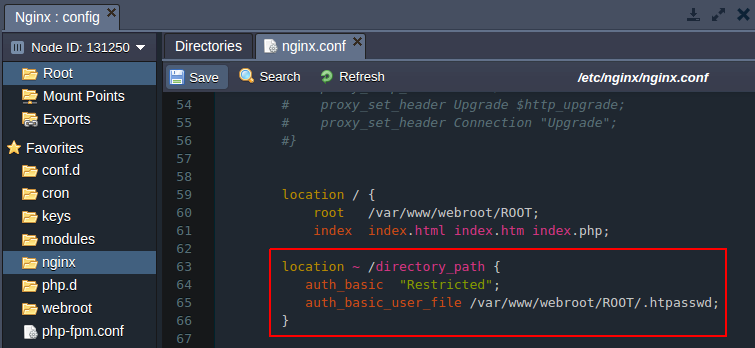 Nginx : config
Node ID: 131250
Root
Mount Points
Exports
Favorites
conf.d
cron
keys
modules
nginx
php.d
webroot
php-fpm.conf
Directories
nginx.conf
Save
Search
Refresh
/etc/nginx/nginx.conf
54 # proxy_set_header Upgrade $http_upgrade;
55 # proxy_set_header Connection "Upgrade";
56 #}
57
58
59 location / {
60 root /var/www/webroot/ROOT;
61 index index.html index.htm index.php;
62
63 location ~ /directory_path {
64 auth_basic "Restricted";
65 auth_basic_user_file /var/www/webroot/ROOT/.htpasswd;
66 }
67